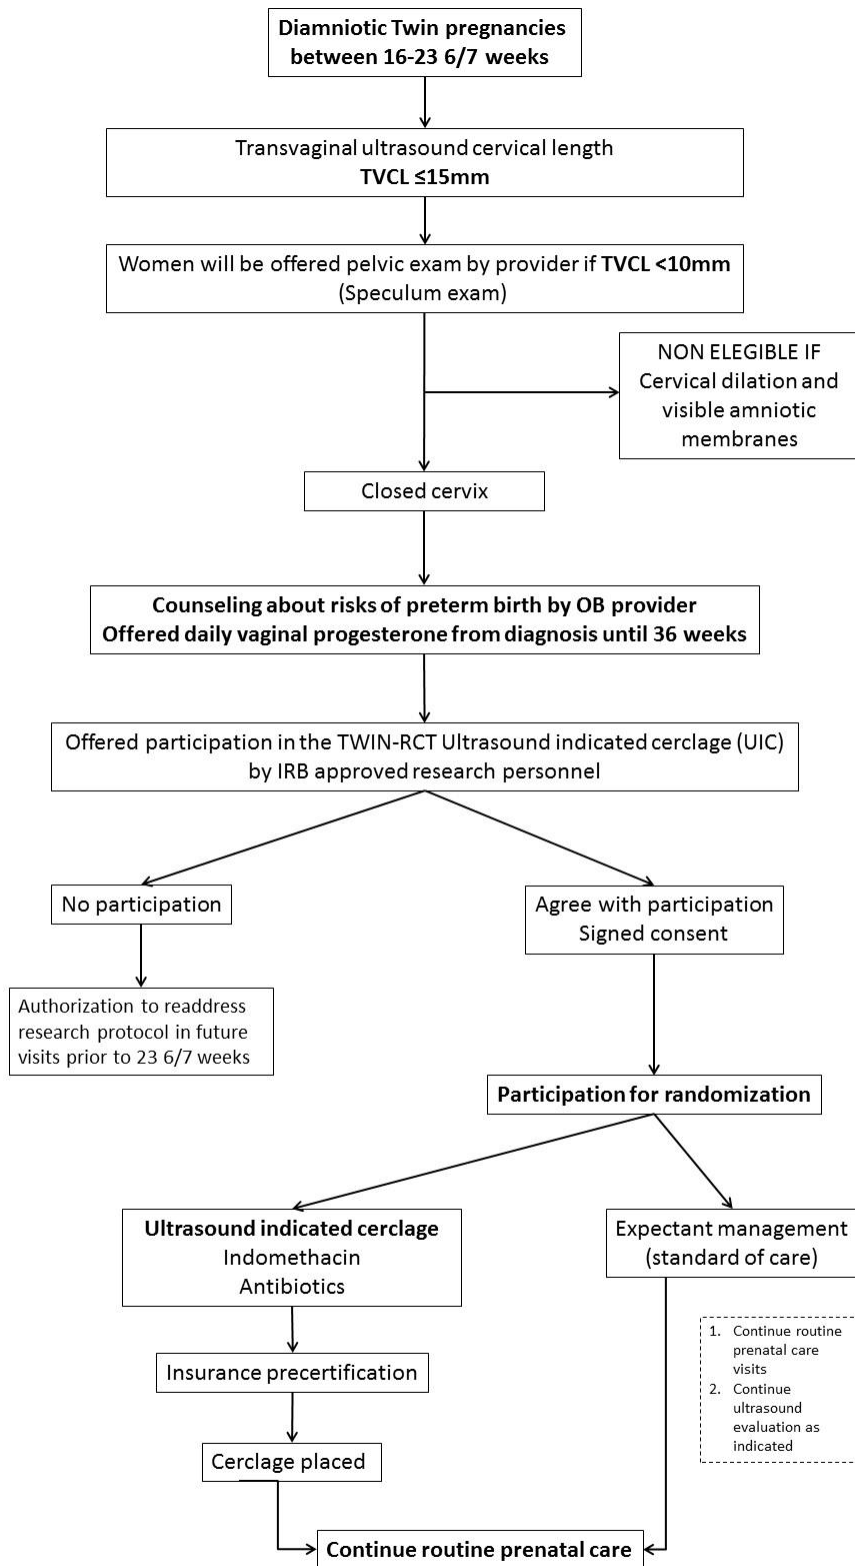 Diamniotic Twin pregnancies
between 16-23 6/7 weeks
Transvaginal ultrasound cervical length
TVCL ≤15mm
Women will be offered pelvic exam by provider if TVCL <10mm
(Speculum exam)
NON ELEGIBLE IF
Cervical dilation and
visible amniotic
membranes
Closed cervix
Counseling about risks of preterm birth by OB provider
Offered daily vaginal progesterone from diagnosis until 36 weeks
Offered participation in the TWIN-RCT Ultrasound indicated cerclage (UIC)
by IRB approved research personnel
No participation
Agree with participation
Signed consent
Authorization to readdress
research protocol in future
visits prior to 23 6/7 weeks
Participation for randomization
Ultrasound indicated cerclage
Indomethacin
Antibiotics
Expectant management
(standard of care)
1. Continue routine
prenatal care
visits
2. Continue
ultrasound
evaluation as
indicated
Insurance precertification
Cerclage placed
Continue routine prenatal care